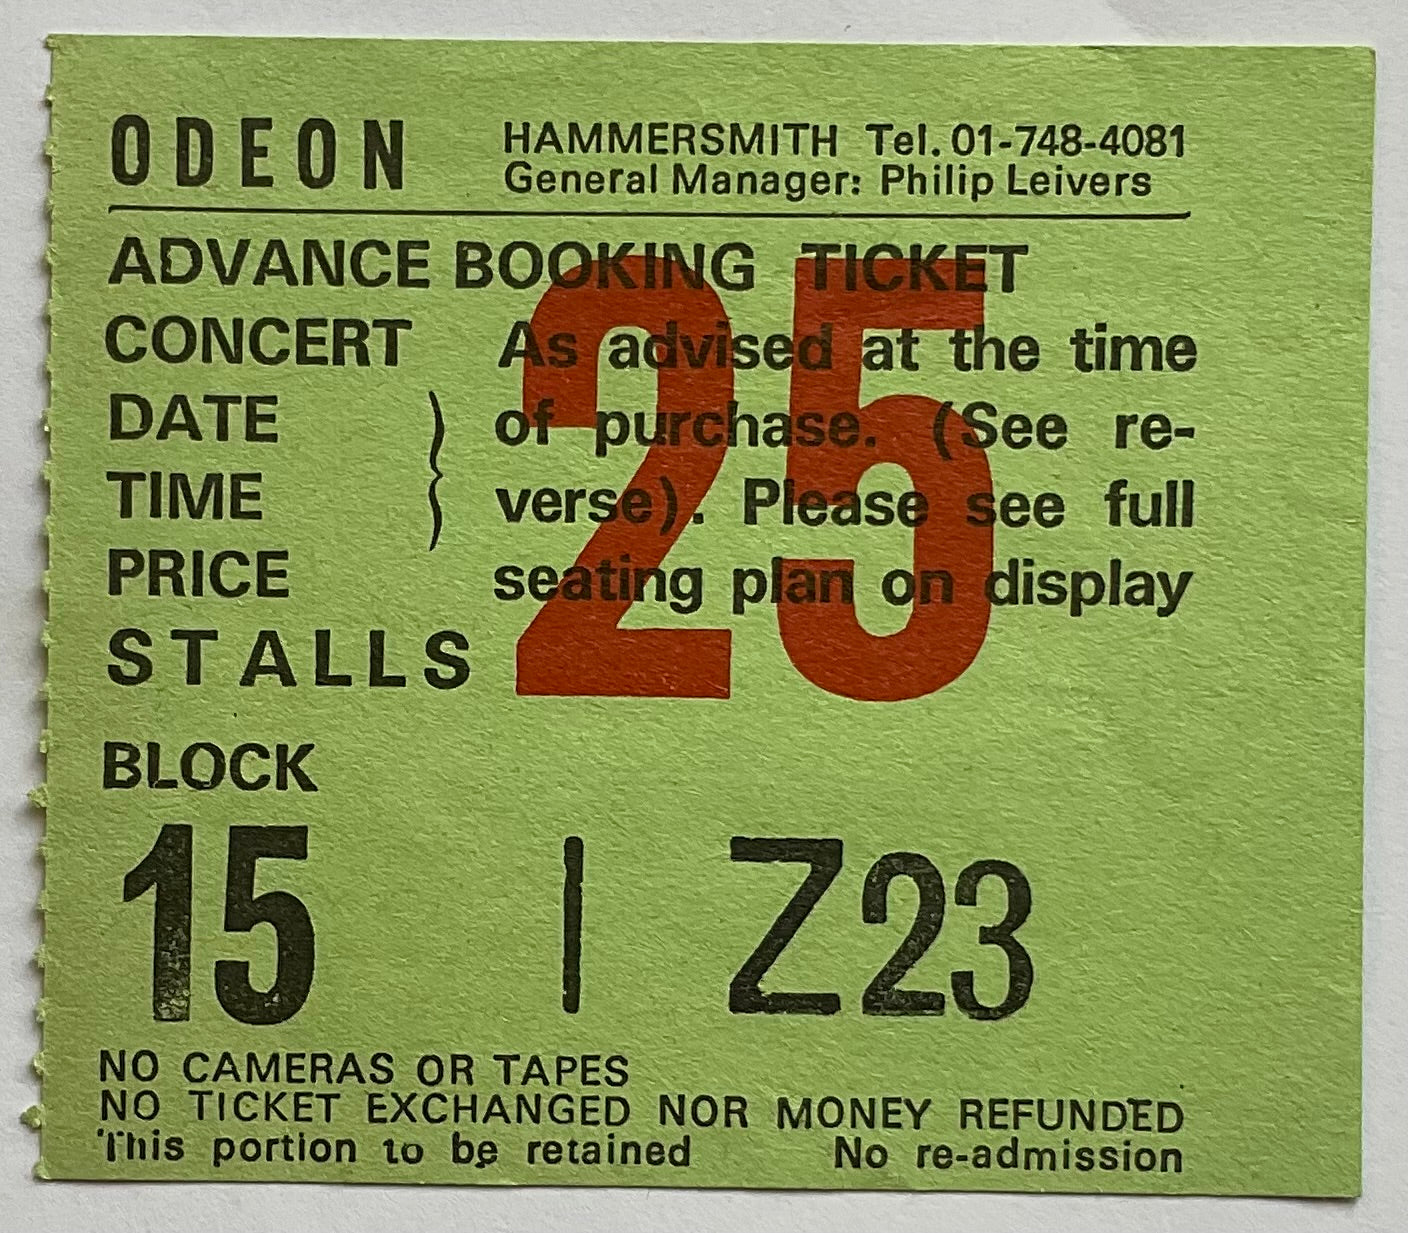 ODEON HAMMERSMITH Tel. 01-748-4081
General Manager: Philip Leivers
ADVANCE BOOKING TICKET
CONCERT As advised at the time
DATE } of purchase. (See re-
TIME verse). Please see full
PRICE seating plan on display
STALLS
25
BLOCK
15 | Z23
NO CAMERAS OR TAPES
NO TICKET EXCHANGED NOR MONEY REFUNDED
This portion to be retained No re-admission